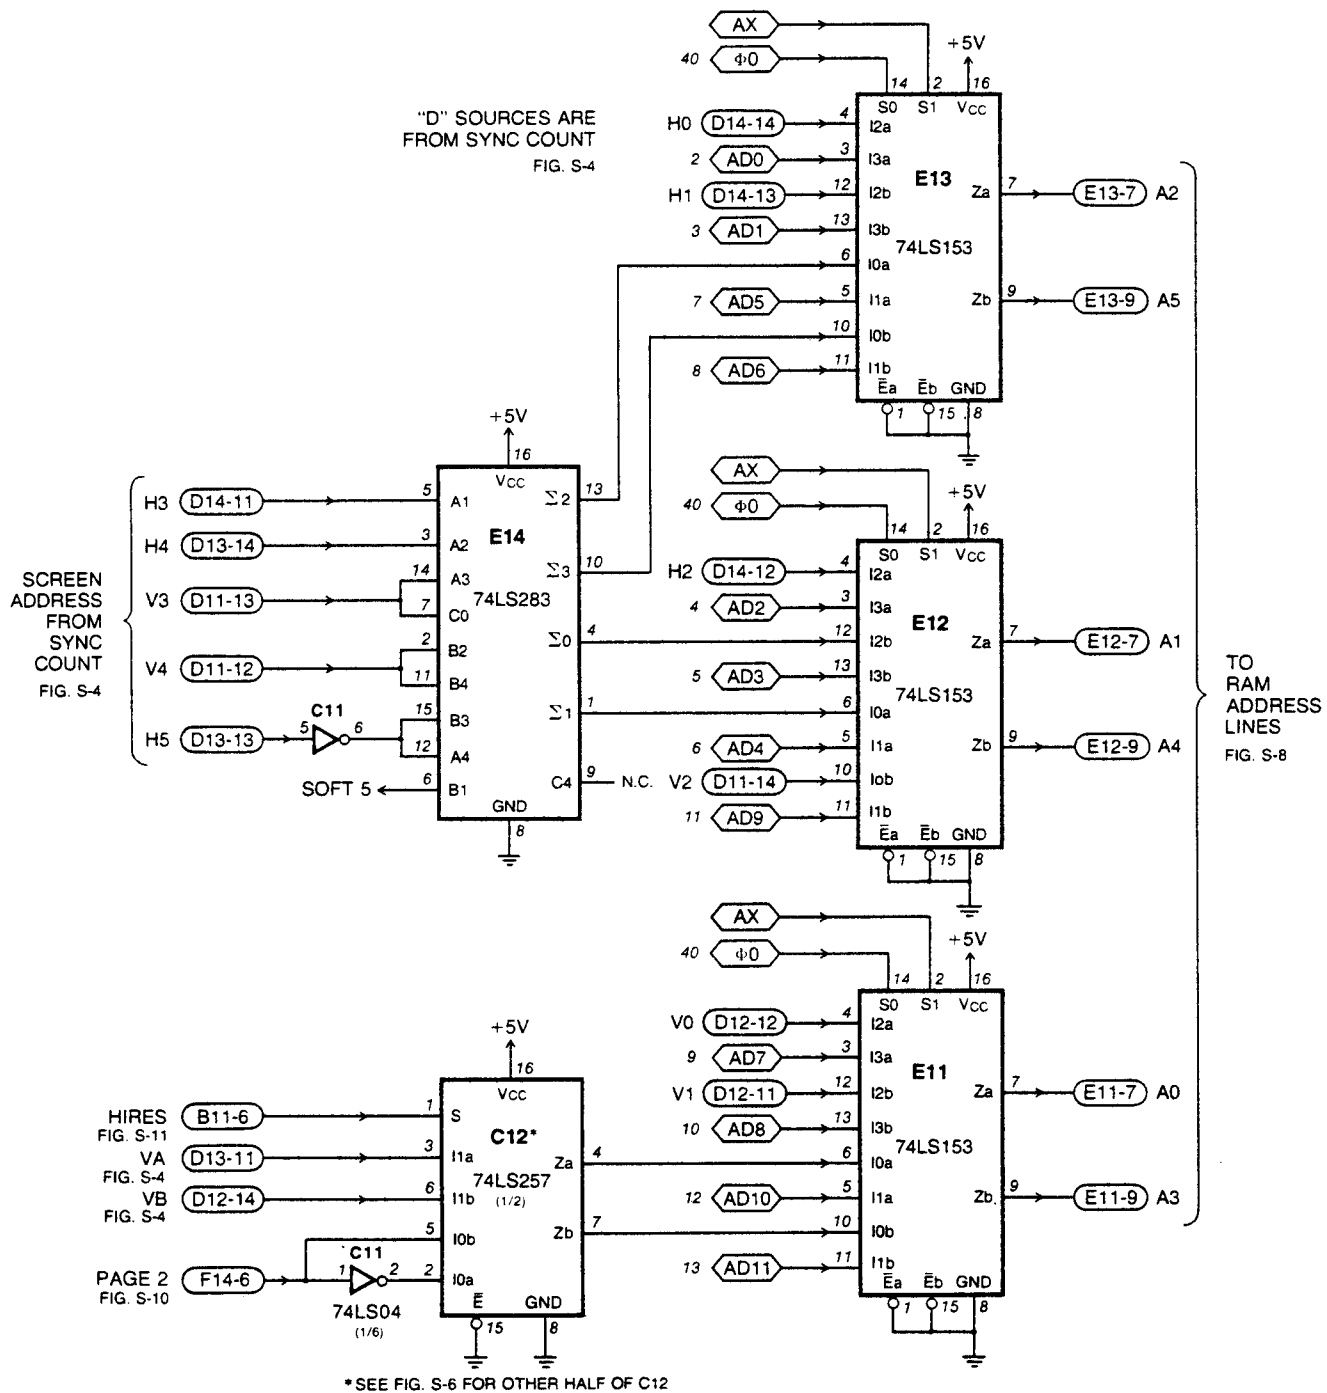 AX
40 Φ0
+5V
14 2 16
S0 S1 VCC
"D" SOURCES ARE
FROM SYNC COUNT
FIG. S-4
H0 D14-14 4 I2a
2 AD0 3 I3a
E13
H1 D14-13 12 I2b
Za 7 E13-7 A2
3 AD1 13 I3b
74LS153
6 I0a
7 AD5 5 I1a
Zb 9 E13-9 A5
10 I0b
8 AD6 11 I1b
Ea Eb GND
1 15 8
+5V
16
VCC
SCREEN
ADDRESS
FROM
SYNC
COUNT
FIG. S-4
H3 D14-11 5 A1
Σ2 13
E14
H4 D13-14 3 A2
14 A3
Σ3 10
V3 D11-13
74LS283
7 C0
2 B2
Σ0 4
V4 D11-12
11 B4
C11
15 B3
Σ1 1
H5 D13-13 5 6
12 A4
SOFT 5 6 B1
C4 9 N.C.
GND
8
AX
40 Φ0
+5V
14 2 16
S0 S1 VCC
H2 D14-12 4 I2a
4 AD2 3 I3a
E12
12 I2b
Za 7 E12-7 A1
5 AD3 13 I3b
74LS153
6 I0a
6 AD4 5 I1a
Zb 9 E12-9 A4
V2 D11-14 10 I0b
11 AD9 11 I1b
Ea Eb GND
1 15 8
TO
RAM
ADDRESS
LINES
FIG. S-8
AX
40 Φ0
+5V
14 2 16
S0 S1 VCC
V0 D12-12 4 I2a
9 AD7 3 I3a
E11
V1 D12-11 12 I2b
Za 7 E11-7 A0
10 AD8 13 I3b
74LS153
6 I0a
12 AD10 5 I1a
Zb 9 E11-9 A3
10 I0b
13 AD11 11 I1b
Ea Eb GND
1 15 8
+5V
16
VCC
HIRES B11-6 1 S
FIG. S-11
C12*
VA D13-11 3 I1a
FIG. S-4
Za 4
74LS257
(1/2)
VB D12-14 6 I1b
FIG. S-4
5 I0b
Zb 7
C11
PAGE 2 F14-6 1 2 2 I0a
FIG. S-10
74LS04
(1/6)
E GND
15 8
*SEE FIG. S-6 FOR OTHER HALF OF C12